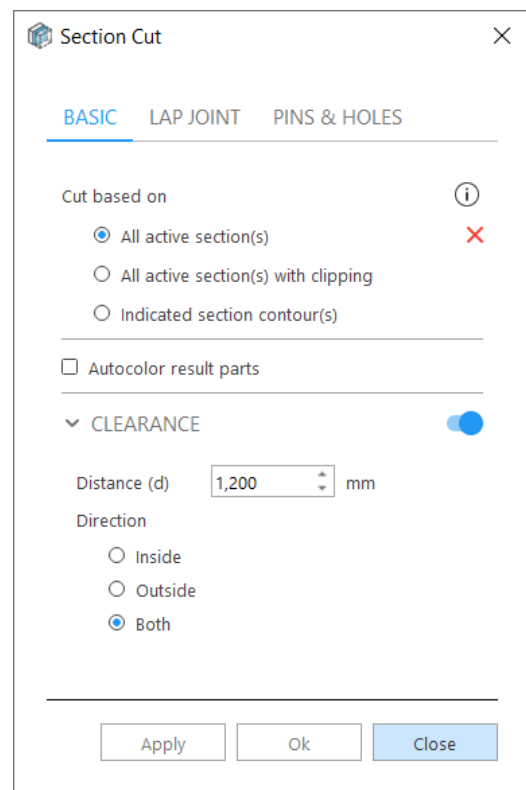 Section Cut
BASIC LAP JOINT PINS & HOLES
Cut based on
All active section(s)
All active section(s) with clipping
Indicated section contour(s)
Autocolor result parts
CLEARANCE
Distance (d) 1,200 mm
Direction
Inside
Outside
Both
Apply Ok Close